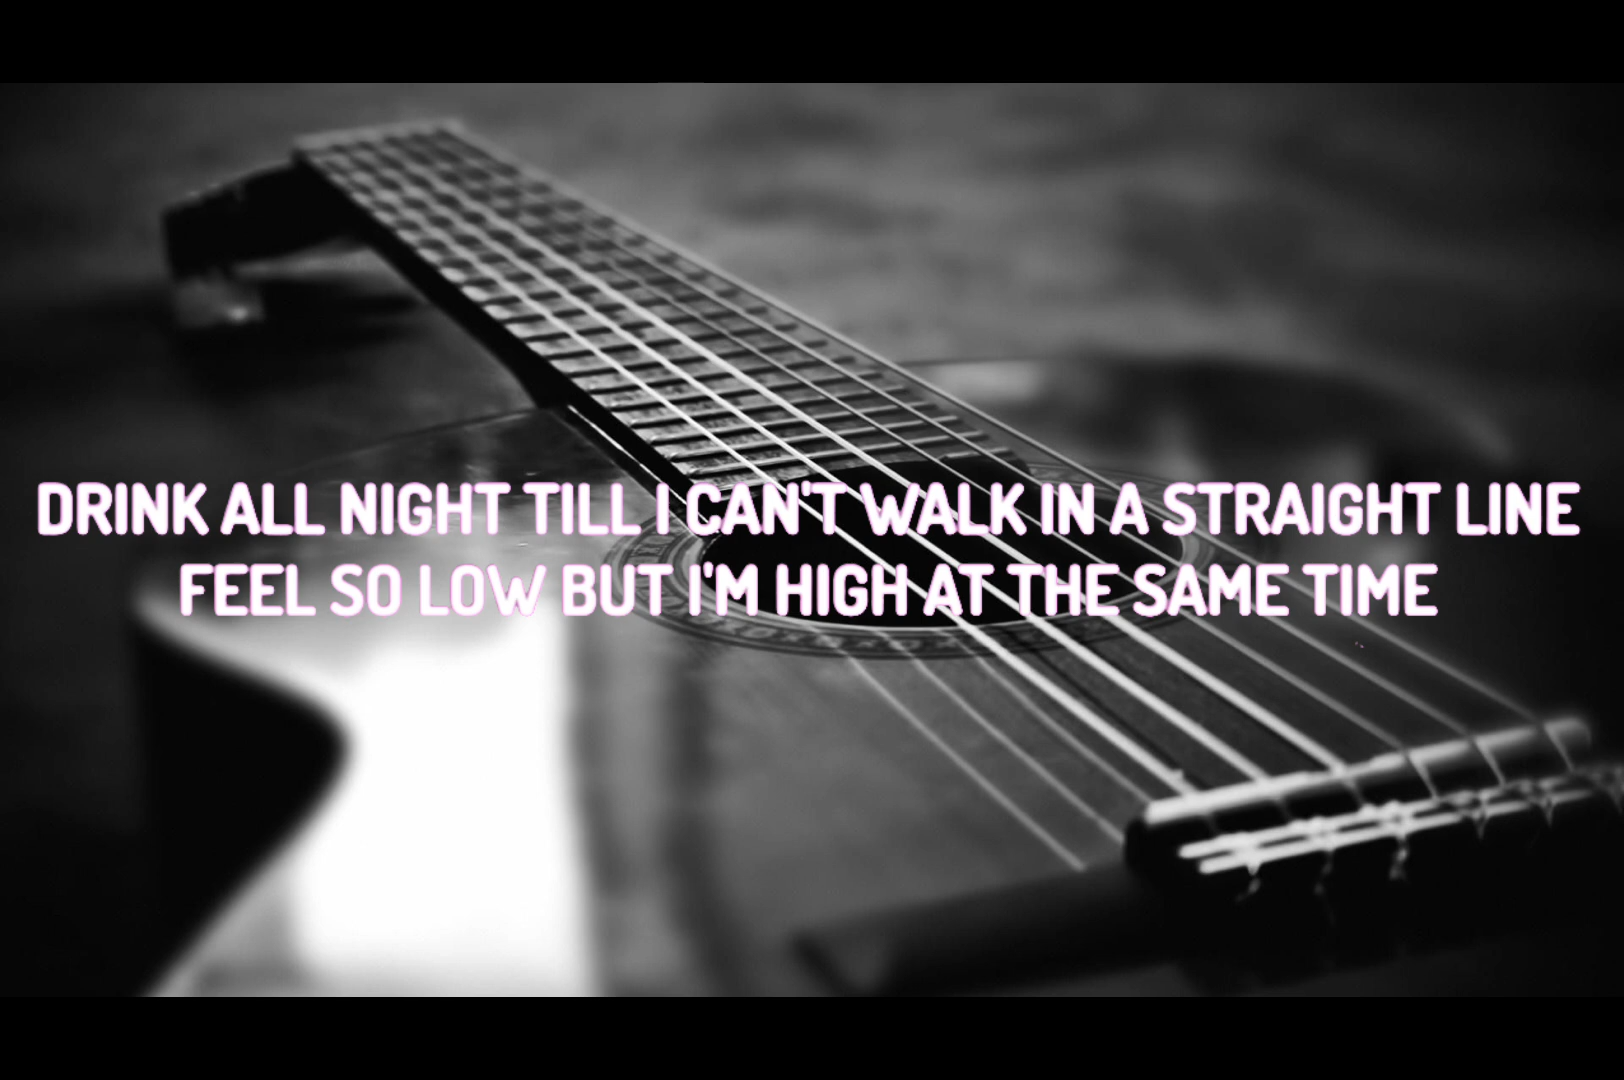 DRINK ALL NIGHT TILL I CAN'T WALK IN A STRAIGHT LINE
FEEL SO LOW BUT I'M HIGH AT THE SAME TIME